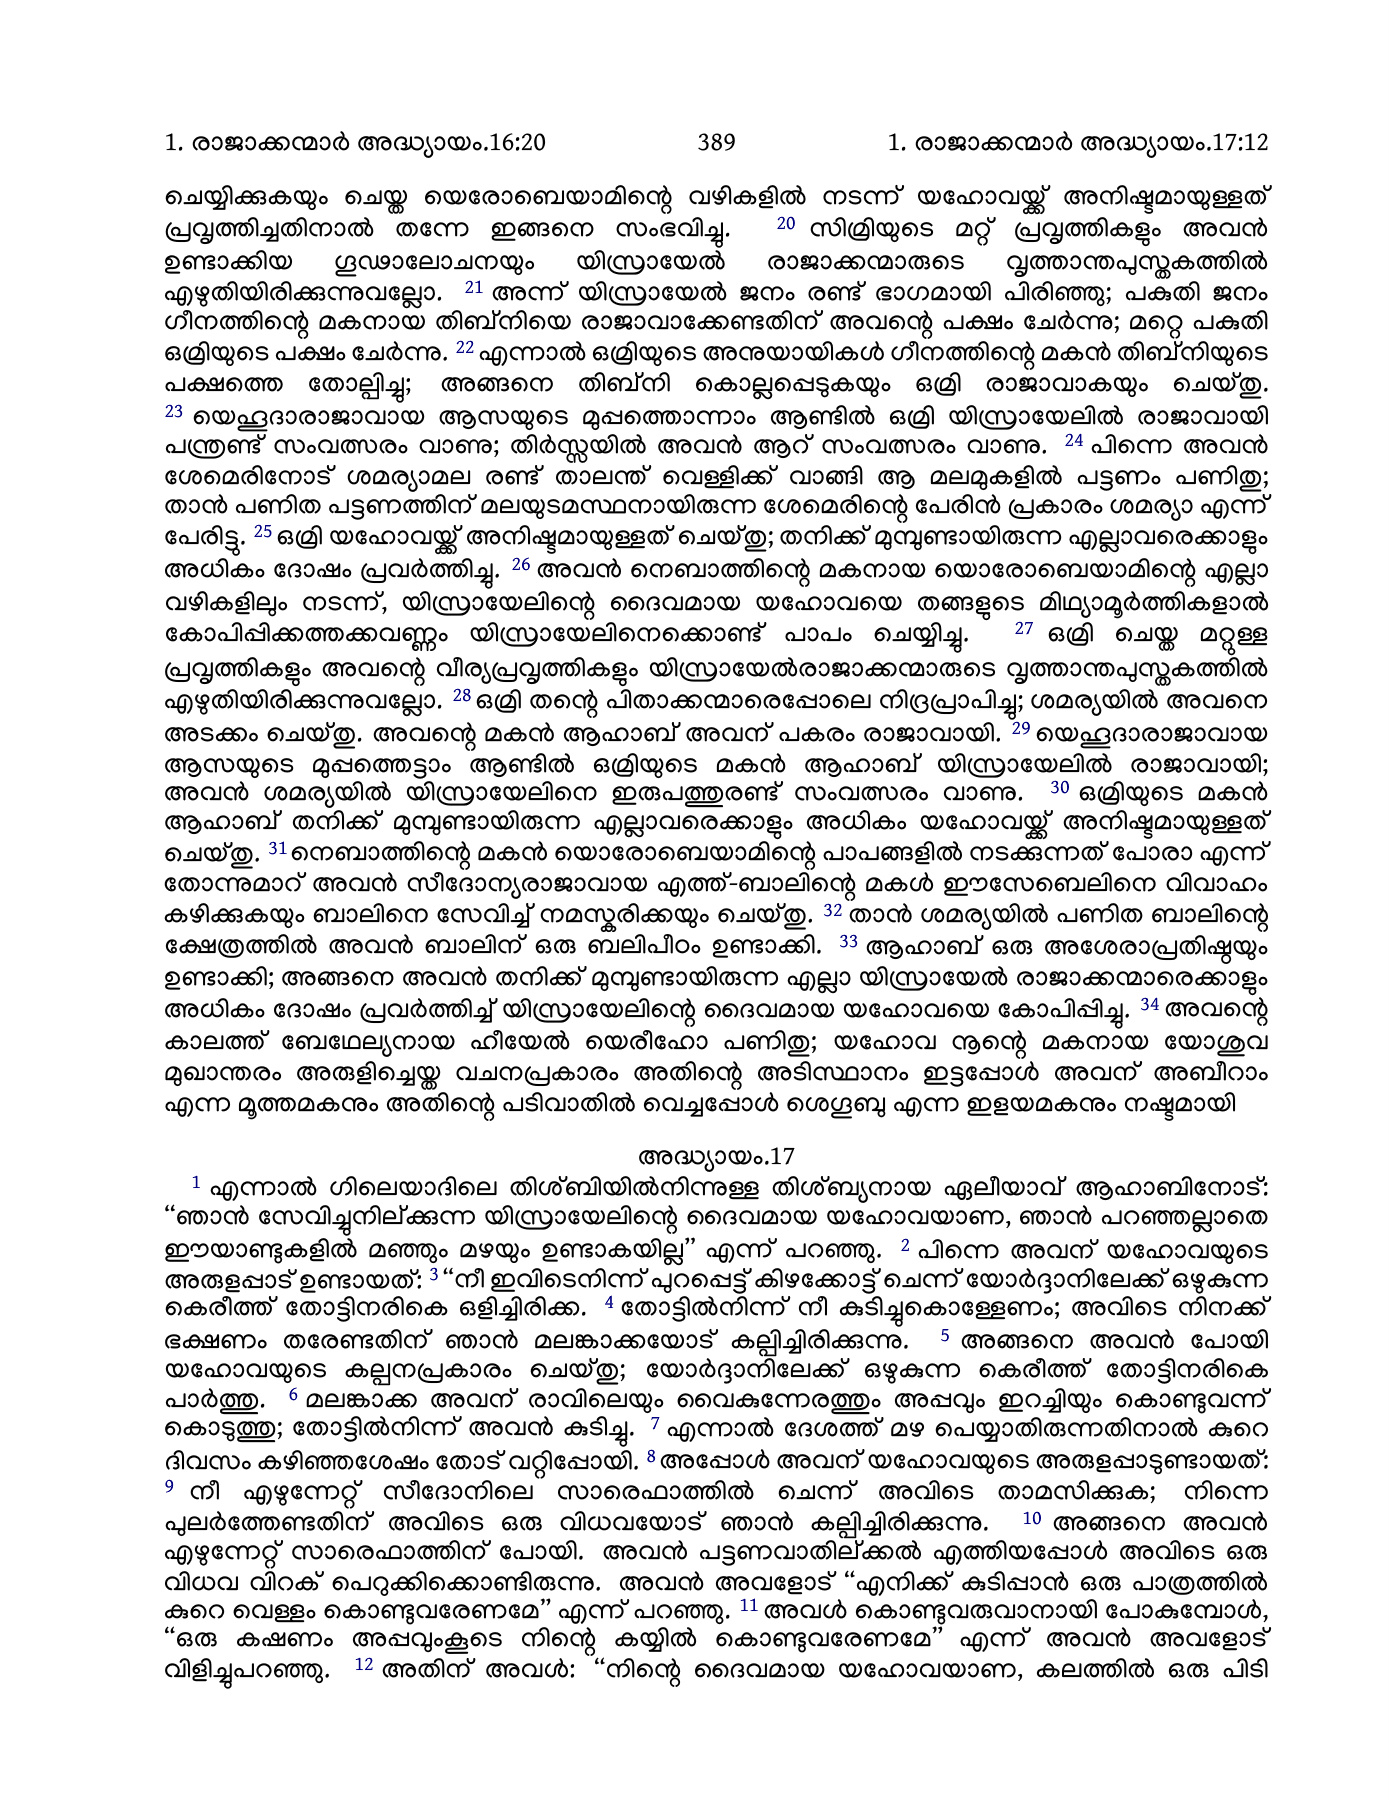 1. രാജാക്കന്മാർ അദ്ധ്യായം.16:20 389 1. രാജാക്കന്മാർ അദ്ധ്യായം.17:12
ചെയ്യിക്കുകയും ചെയ്ത യെരോബെയാമിന്റെ വഴികളിൽ നടന്ന് യഹോവയ്ക്ക് അനിഷ്ടമായുള്ളത്
പ്രവൃത്തിച്ചതിനാൽ തന്നേ ഇങ്ങനെ സംഭവിച്ചു. 20 സിമ്രിയുടെ മറ്റ് പ്രവൃത്തികളും അവൻ
ഉണ്ടാക്കിയ ഗൂഢാലോചനയും യിസ്രായേൽ രാജാക്കന്മാരുടെ വൃത്താന്തപുസ്തകത്തിൽ
എഴുതിയിരിക്കുന്നുവല്ലോ. 21 അന്ന് യിസ്രായേൽ ജനം രണ്ട് ഭാഗമായി പിരിഞ്ഞു; പകുതി ജനം
ഗീനത്തിന്റെ മകനായ തിബ്നിയെ രാജാവാക്കേണ്ടതിന് അവന്റെ പക്ഷം ചേർന്നു; മറ്റെ പകുതി
ഒമ്രിയുടെ പക്ഷം ചേർന്നു. 22 എന്നാൽ ഒമ്രിയുടെ അനുയായികൾ ഗീനത്തിന്റെ മകൻ തിബ്നിയുടെ
പക്ഷത്തെ തോല്പിച്ചു; അങ്ങനെ തിബ്നി കൊല്ലപ്പെടുകയും ഒമ്രി രാജാവാകയും ചെയ്തു.
23 യെഹൂദാരാജാവായ ആസയുടെ മുപ്പത്തൊന്നാം ആണ്ടിൽ ഒമ്രി യിസ്രായേലിൽ രാജാവായി
പന്ത്രണ്ട് സംവത്സരം വാണു; തിർസ്സയിൽ അവൻ ആറ് സംവത്സരം വാണു. 24 പിന്നെ അവൻ
ശേമെരിനോട് ശമര്യാമല രണ്ട് താലന്ത് വെള്ളിക്ക് വാങ്ങി ആ മലമുകളിൽ പട്ടണം പണിതു;
താൻ പണിത പട്ടണത്തിന് മലയുടമസ്ഥനായിരുന്ന ശേമെരിന്റെ പേരിൻ പ്രകാരം ശമര്യാ എന്ന്
പേരിട്ടു. 25 ഒമ്രി യഹോവയ്ക്ക് അനിഷ്ടമായുള്ളത് ചെയ്തു; തനിക്ക് മുമ്പുണ്ടായിരുന്ന എല്ലാവരെക്കാളും
അധികം ദോഷം പ്രവർത്തിച്ചു. 26 അവൻ നെബാത്തിന്റെ മകനായ യൊരോബെയാമിന്റെ എല്ലാ
വഴികളിലും നടന്ന്, യിസ്രായേലിന്റെ ദൈവമായ യഹോവയെ തങ്ങളുടെ മിഥ്യാമൂർത്തികളാൽ
കോപിപ്പിക്കത്തക്കവണ്ണം യിസ്രായേലിനെക്കൊണ്ട് പാപം ചെയ്യിച്ചു. 27 ഒമ്രി ചെയ്ത മറ്റുള്ള
പ്രവൃത്തികളും അവന്റെ വീര്യപ്രവൃത്തികളും യിസ്രായേൽരാജാക്കന്മാരുടെ വൃത്താന്തപുസ്തകത്തിൽ
എഴുതിയിരിക്കുന്നുവല്ലോ. 28 ഒമ്രി തന്റെ പിതാക്കന്മാരെപ്പോലെ നിദ്രപ്രാപിച്ചു; ശമര്യയിൽ അവനെ
അടക്കം ചെയ്തു. അവന്റെ മകൻ ആഹാബ് അവന് പകരം രാജാവായി. 29 യെഹൂദാരാജാവായ
ആസയുടെ മുപ്പത്തെട്ടാം ആണ്ടിൽ ഒമ്രിയുടെ മകൻ ആഹാബ് യിസ്രായേലിൽ രാജാവായി;
അവൻ ശമര്യയിൽ യിസ്രായേലിനെ ഇരുപത്തുരണ്ട് സംവത്സരം വാണു. 30 ഒമ്രിയുടെ മകൻ
ആഹാബ് തനിക്ക് മുമ്പുണ്ടായിരുന്ന എല്ലാവരെക്കാളും അധികം യഹോവയ്ക്ക് അനിഷ്ടമായുള്ളത്
ചെയ്തു. 31 നെബാത്തിന്റെ മകൻ യൊരോബെയാമിന്റെ പാപങ്ങളിൽ നടക്കുന്നത് പോരാ എന്ന്
തോന്നുമാറ് അവൻ സീദോന്യരാജാവായ എത്ത്-ബാലിന്റെ മകൾ ഈസേബെലിനെ വിവാഹം
കഴിക്കുകയും ബാലിനെ സേവിച്ച് നമസ്കരിക്കയും ചെയ്തു. 32 താൻ ശമര്യയിൽ പണിത ബാലിന്റെ
ക്ഷേത്രത്തിൽ അവൻ ബാലിന് ഒരു ബലിപീഠം ഉണ്ടാക്കി. 33 ആഹാബ് ഒരു അശേരാപ്രതിഷ്ഠയും
ഉണ്ടാക്കി; അങ്ങനെ അവൻ തനിക്ക് മുമ്പുണ്ടായിരുന്ന എല്ലാ യിസ്രായേൽ രാജാക്കന്മാരെക്കാളും
അധികം ദോഷം പ്രവർത്തിച്ച് യിസ്രായേലിന്റെ ദൈവമായ യഹോവയെ കോപിപ്പിച്ചു. 34 അവന്റെ
കാലത്ത് ബേഥേല്യനായ ഹീയേൽ യെരീഹോ പണിതു; യഹോവ നൂന്റെ മകനായ യോശുവ
മുഖാന്തരം അരുളിച്ചെയ്ത വചനപ്രകാരം അതിന്റെ അടിസ്ഥാനം ഇട്ടപ്പോൾ അവന് അബീറാം
എന്ന മൂത്തമകനും അതിന്റെ പടിവാതിൽ വെച്ചപ്പോൾ ശെഗൂബു എന്ന ഇളയമകനും നഷ്ടമായി
അദ്ധ്യായം.17
1 എന്നാൽ ഗിലെയാദിലെ തിശ്ബിയിൽനിന്നുള്ള തിശ്ബ്യനായ ഏലീയാവ് ആഹാബിനോട്:
“ഞാൻ സേവിച്ചുനില്ക്കുന്ന യിസ്രായേലിന്റെ ദൈവമായ യഹോവയാണ, ഞാൻ പറഞ്ഞല്ലാതെ
ഈയാണ്ടുകളിൽ മഞ്ഞും മഴയും ഉണ്ടാകയില്ല” എന്ന് പറഞ്ഞു. 2 പിന്നെ അവന് യഹോവയുടെ
അരുളപ്പാട് ഉണ്ടായത്: 3 “നീ ഇവിടെനിന്ന് പുറപ്പെട്ട് കിഴക്കോട്ട് ചെന്ന് യോർദ്ദാനിലേക്ക് ഒഴുകുന്ന
കെരീത്ത് തോട്ടിനരികെ ഒളിച്ചിരിക്ക. 4 തോട്ടിൽനിന്ന് നീ കുടിച്ചുകൊള്ളേണം; അവിടെ നിനക്ക്
ഭക്ഷണം തരേണ്ടതിന് ഞാൻ മലങ്കാക്കയോട് കല്പിച്ചിരിക്കുന്നു. 5 അങ്ങനെ അവൻ പോയി
യഹോവയുടെ കല്പനപ്രകാരം ചെയ്തു; യോർദ്ദാനിലേക്ക് ഒഴുകുന്ന കെരീത്ത് തോട്ടിനരികെ
പാർത്തു. 6 മലങ്കാക്ക അവന് രാവിലെയും വൈകുന്നേരത്തും അപ്പവും ഇറച്ചിയും കൊണ്ടുവന്ന്
കൊടുത്തു; തോട്ടിൽനിന്ന് അവൻ കുടിച്ചു. 7 എന്നാൽ ദേശത്ത് മഴ പെയ്യാതിരുന്നതിനാൽ കുറെ
ദിവസം കഴിഞ്ഞശേഷം തോട് വറ്റിപ്പോയി. 8 അപ്പോൾ അവന് യഹോവയുടെ അരുളപ്പാടുണ്ടായത്:
9 നീ എഴുന്നേറ്റ് സീദോനിലെ സാരെഫാത്തിൽ ചെന്ന് അവിടെ താമസിക്കുക; നിന്നെ
പുലർത്തേണ്ടതിന് അവിടെ ഒരു വിധവയോട് ഞാൻ കല്പിച്ചിരിക്കുന്നു. 10 അങ്ങനെ അവൻ
എഴുന്നേറ്റ് സാരെഫാത്തിന് പോയി. അവൻ പട്ടണവാതില്ക്കൽ എത്തിയപ്പോൾ അവിടെ ഒരു
വിധവ വിറക് പെറുക്കിക്കൊണ്ടിരുന്നു. അവൻ അവളോട് “എനിക്ക് കുടിപ്പാൻ ഒരു പാത്രത്തിൽ
കുറെ വെള്ളം കൊണ്ടുവരേണമേ” എന്ന് പറഞ്ഞു. 11 അവൾ കൊണ്ടുവരുവാനായി പോകുമ്പോൾ,
“ഒരു കഷണം അപ്പവുംകൂടെ നിന്റെ കയ്യിൽ കൊണ്ടുവരേണമേ” എന്ന് അവൻ അവളോട്
വിളിച്ചുപറഞ്ഞു. 12 അതിന് അവൾ: “നിന്റെ ദൈവമായ യഹോവയാണ, കലത്തിൽ ഒരു പിടി